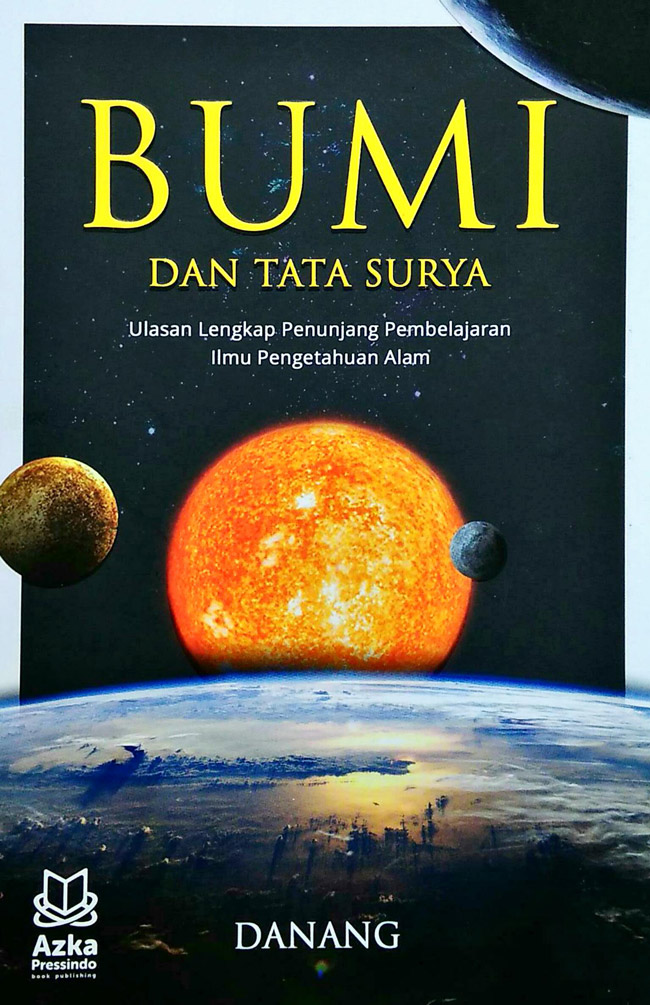 BUMI
DAN TATA SURYA
Ulasan Lengkap Penunjang Pembelajaran
Ilmu Pengetahuan Alam
Azka
Pressindo
book publishing
DANANG